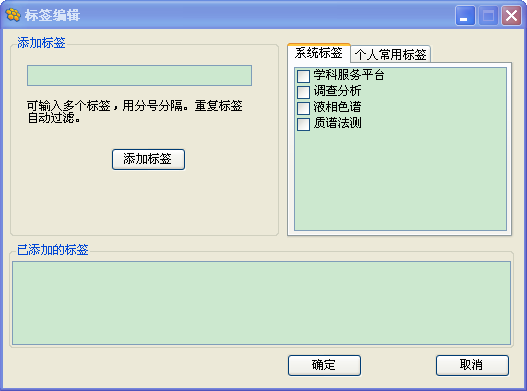 标签编辑
添加标签
可输入多个标签，用分号分隔。重复标签
自动过滤。
添加标签
系统标签
个人常用标签
学科服务平台
调查分析
液相色谱
质谱法测
已添加的标签
确定
取消